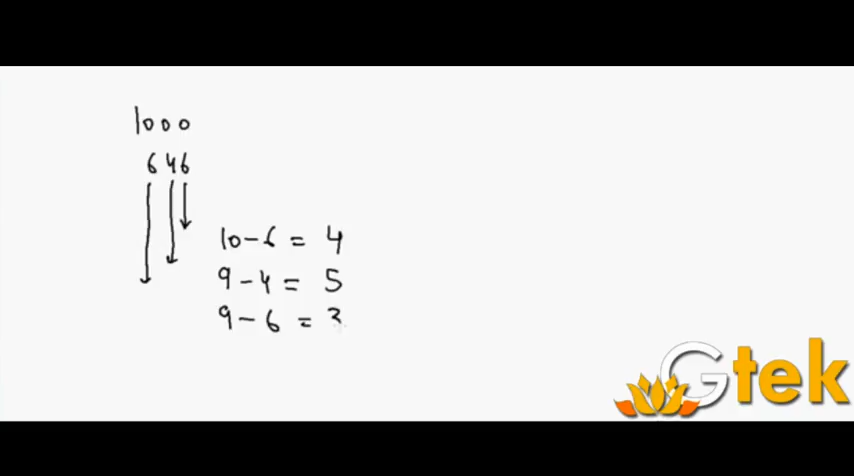 1000
646
10-6 = 4
9-4 = 5
9-6 = 3
Gtek